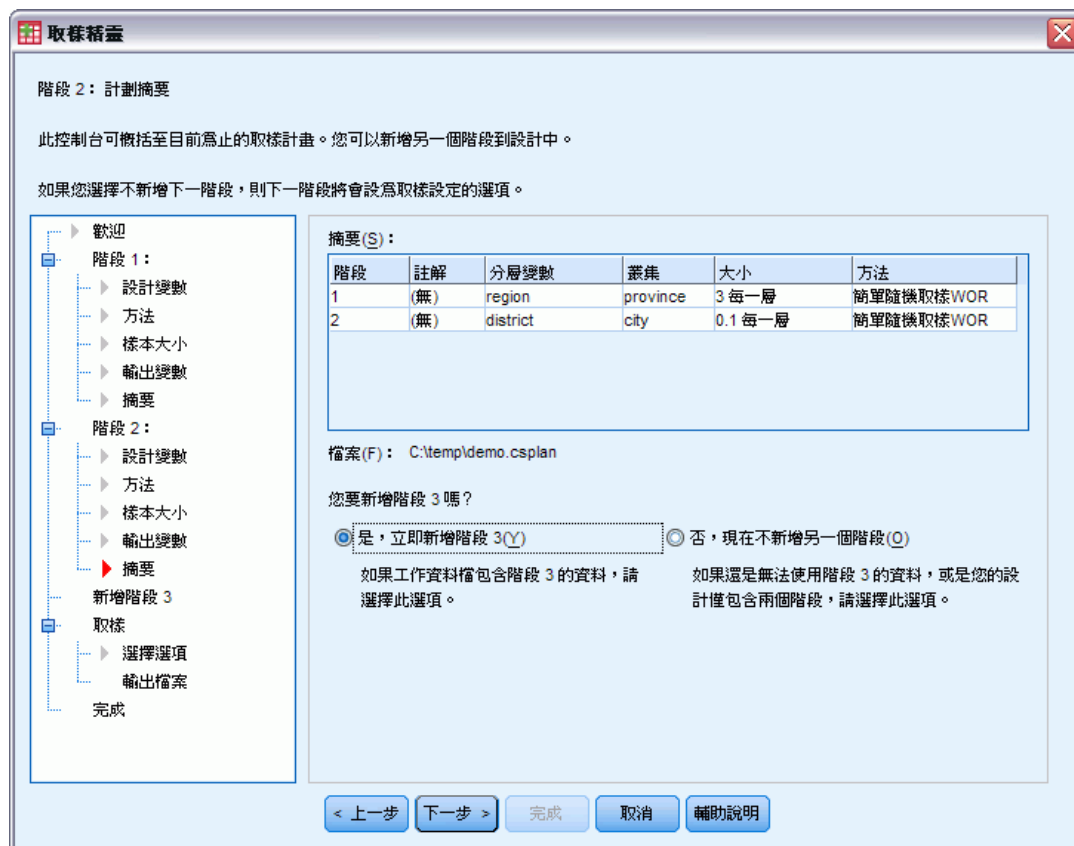 取樣精靈
階段 2：計劃摘要
此控制台可概括至目前為止的取樣計畫。您可以新增另一個階段到設計中。
如果您選擇不新增下一階段，則下一階段將會設為取樣設定的選項。
歡迎
階段 1：
設計變數
方法
樣本大小
輸出變數
摘要
階段 2：
設計變數
方法
樣本大小
輸出變數
摘要
新增階段 3
取樣
選擇選項
輸出檔案
完成
摘要(S)：
階段 註解 分層變數 叢集 大小 方法
1 (無) region province 3 每一層 簡單隨機取樣WOR
2 (無) district city 0.1 每一層 簡單隨機取樣WOR
檔案(F)： C:\temp\demo.csplan
您要新增階段 3 嗎？
是，立即新增階段 3(Y)
如果工作資料檔包含階段 3 的資料，請
選擇此選項。
否，現在不新增另一個階段(O)
如果還是無法使用階段 3 的資料，或是您的設
計僅包含兩個階段，請選擇此選項。
< 上一步 下一步 > 完成 取消 輔助說明